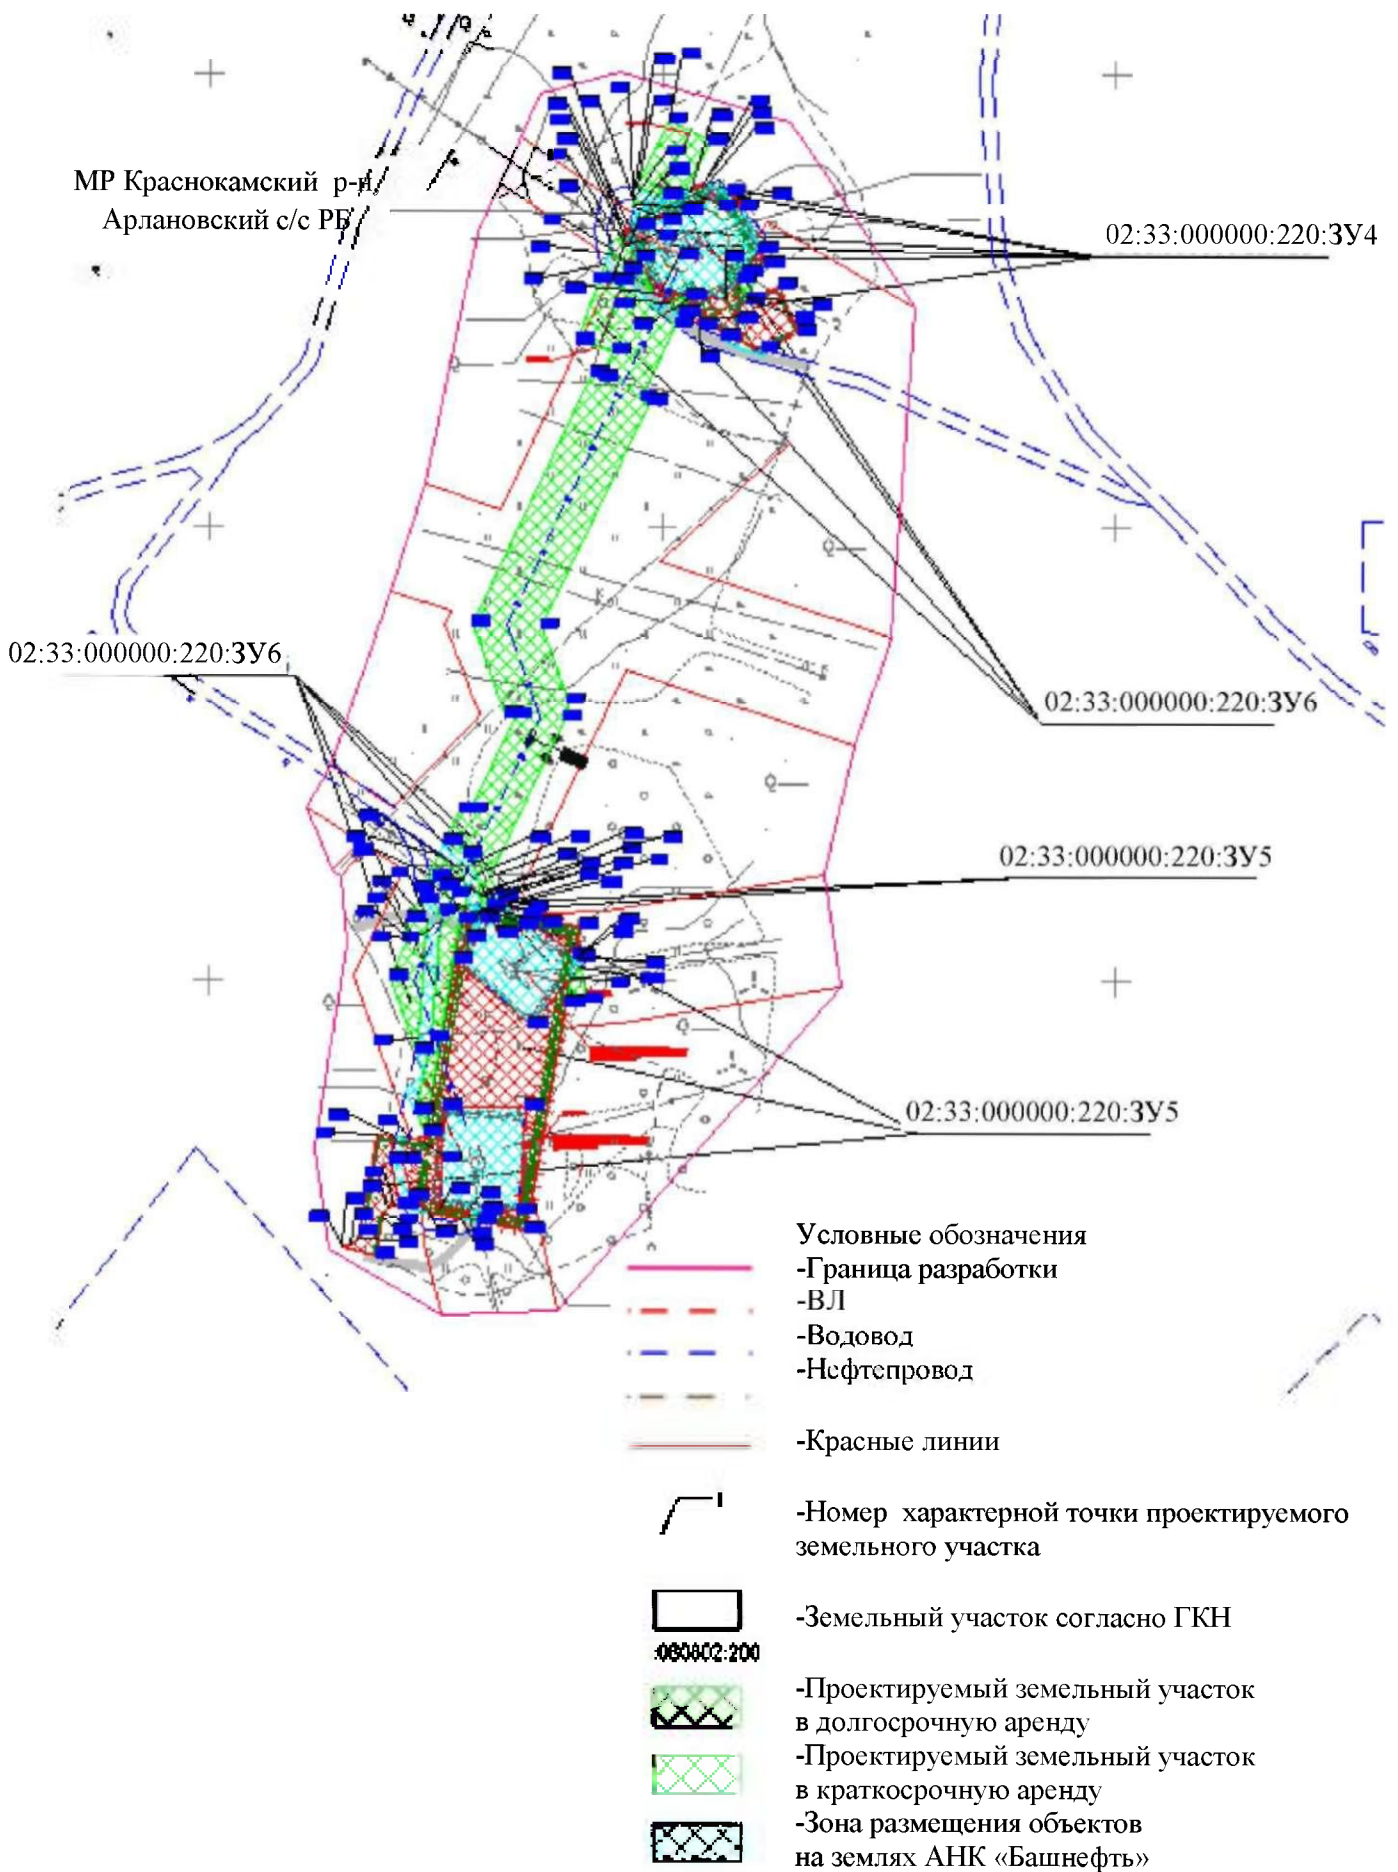 МР Краснокамский р-н,
Арлановский с/с РБ
02:33:000000:220:ЗУ4
02:33:000000:220:ЗУ6
02:33:000000:220:ЗУ6
02:33:000000:220:ЗУ5
02:33:000000:220:ЗУ5
Условные обозначения
-Граница разработки
-ВЛ
-Водовод
-Нефтепровод
-Красные линии
-Номер характерной точки проектируемого
земельного участка
-Земельный участок согласно ГКН
:080802:200
-Проектируемый земельный участок
в долгосрочную аренду
-Проектируемый земельный участок
в краткосрочную аренду
-Зона размещения объектов
на землях АНК «Башнефть»